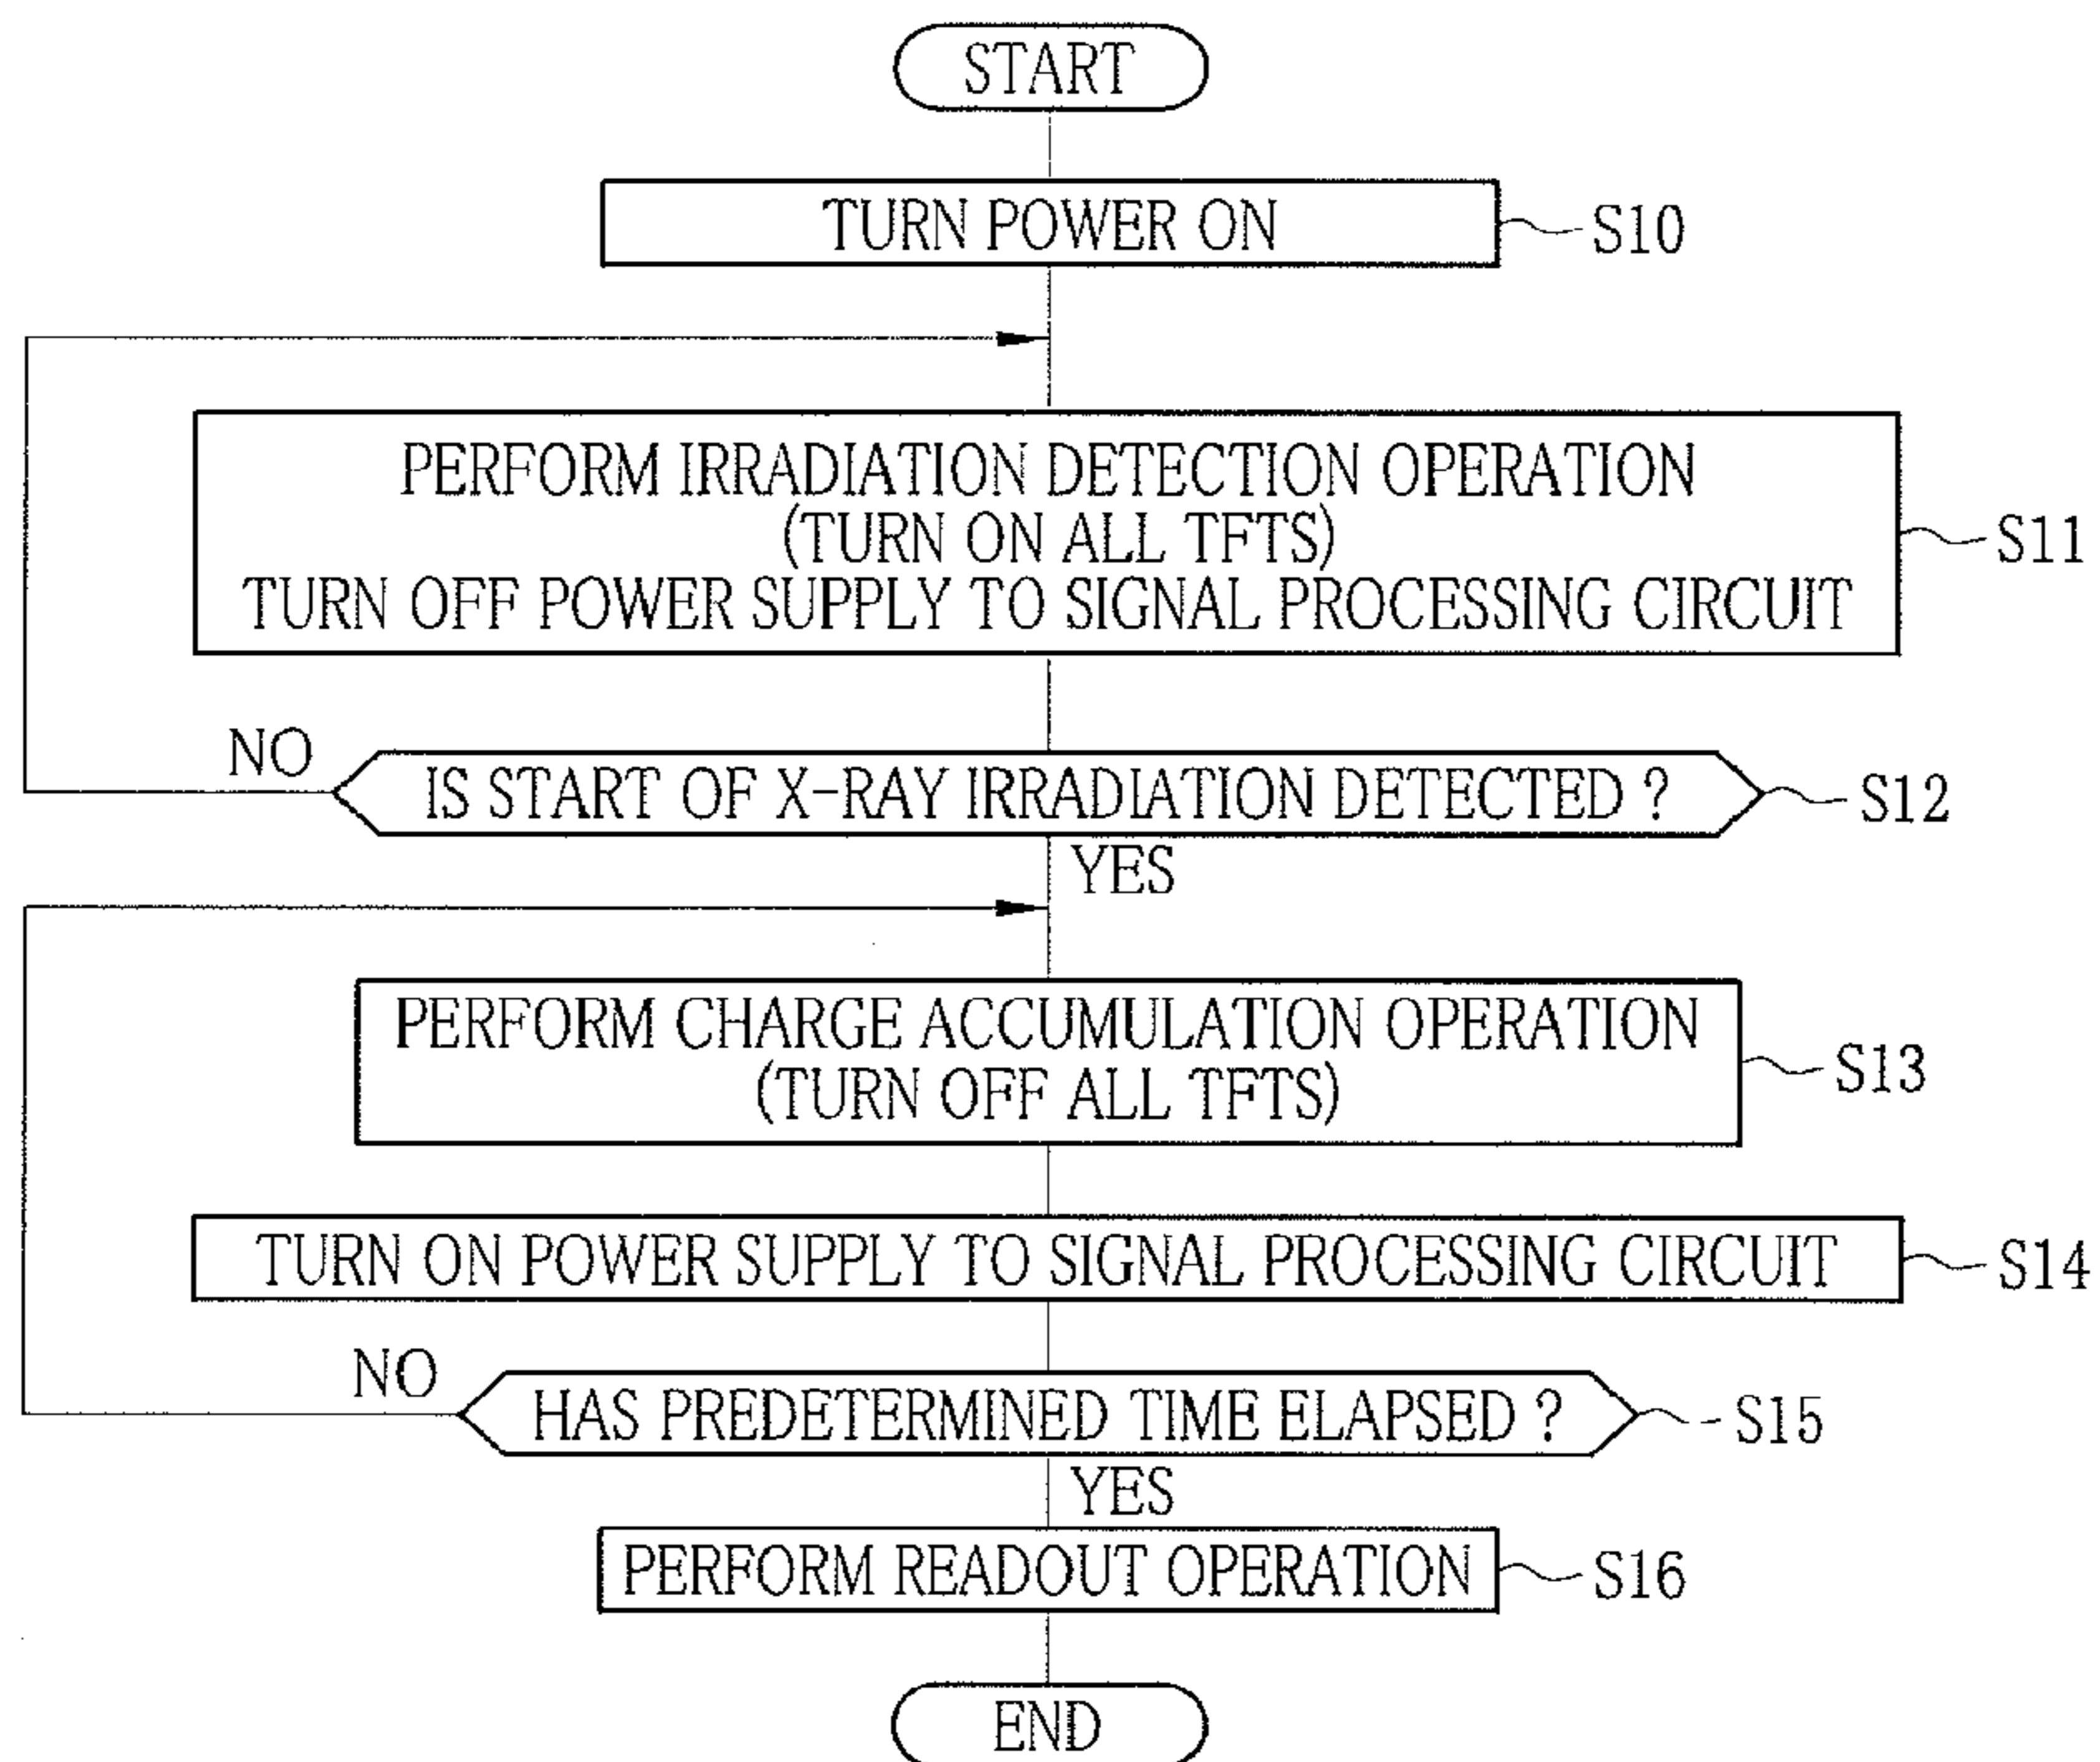 START
TURN POWER ON
S10
PERFORM IRRADIATION DETECTION OPERATION
(TURN ON ALL TFTS)
TURN OFF POWER SUPPLY TO SIGNAL PROCESSING CIRCUIT
S11
NO
IS START OF X-RAY IRRADIATION DETECTED ?
S12
YES
PERFORM CHARGE ACCUMULATION OPERATION
(TURN OFF ALL TFTS)
S13
TURN ON POWER SUPPLY TO SIGNAL PROCESSING CIRCUIT
S14
NO
HAS PREDETERMINED TIME ELAPSED ?
S15
YES
PERFORM READOUT OPERATION
S16
END